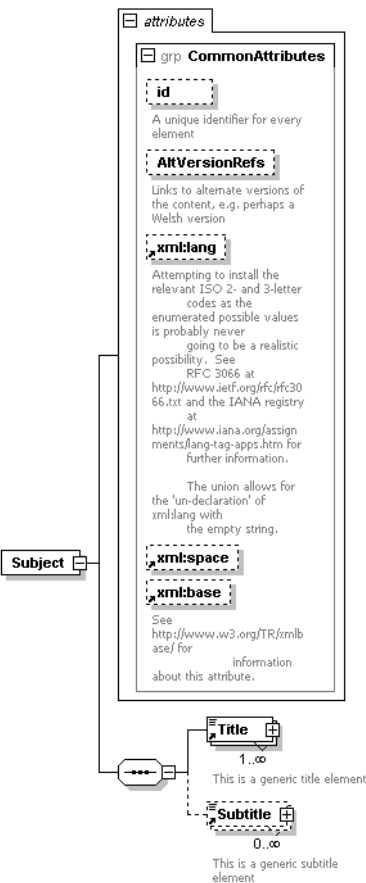 attributes
grp CommonAttributes
id
A unique identifier for every
element
AltVersionRefs
Links to alternate versions of
the content, e.g. perhaps a
Welsh version
xml:lang
Attempting to install the
relevant ISO 2- and 3-letter
codes as the
enumerated possible values
is probably never
going to be a realistic
possibility. See
RFC 3066 at
http://www.ietf.org/rfc/rfc30
66.txt and the IANA registry
at
http://www.iana.org/assign
ments/lang-tag-apps.htm for
further information.
The union allows for
the 'un-declaration' of
xml:lang with
the empty string.
Subject
xml:space
xml:base
See
http://www.w3.org/TR/xmlb
ase/ for
information
about this attribute.
Title
1..∞
This is a generic title element
Subtitle
0..∞
This is a generic subtitle
element